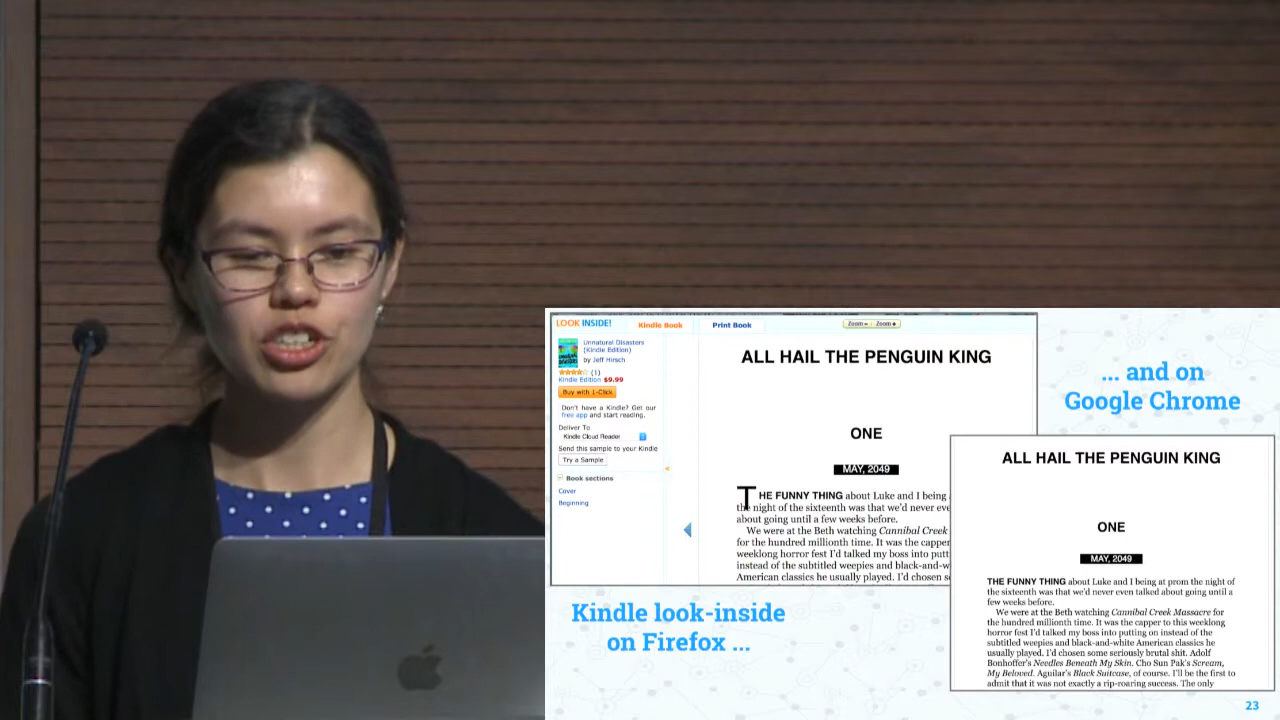 LOOK INSIDE!
Kindle Book
Print Book
Zoom - Zoom +
Unnatural Disasters
(Kindle Edition)
by Jeff Hirsch
(1)
Kindle Edition $9.99
Buy with 1-Click
Don't have a Kindle? Get our
free app and start reading.
Deliver To
Kindle Cloud Reader
Send this sample to your Kindle
Try a Sample
Book sections
Cover
Beginning
ALL HAIL THE PENGUIN KING
ONE
MAY, 2049
THE FUNNY THING about Luke and I being
the night of the sixteenth was that we'd never eve
about going until a few weeks before.
We were at the Beth watching Cannibal Creek
for the hundred millionth time. It was the capper
weeklong horror fest I'd talked my boss into putt
instead of the subtitled weepies and black-and-w
American classics he usually played. I'd chosen s
Kindle look-inside
on Firefox ...
... and on
Google Chrome
ALL HAIL THE PENGUIN KING
ONE
MAY, 2049
THE FUNNY THING about Luke and I being at prom the night of
the sixteenth was that we'd never even talked about going until a
few weeks before.
We were at the Beth watching Cannibal Creek Massacre for
the hundred millionth time. It was the capper to this weeklong
horror fest I'd talked my boss into putting on instead of the
subtitled weepies and black-and-white American classics he
usually played. I'd chosen some seriously brutal shit. Adolf
Bonhoffer's Needles Beneath My Skin. Cho Sun Pak's Scream,
My Beloved. Aguilar's Black Suitcase, of course. I'll be the first to
admit that it was not exactly a rip-roaring success. The only
23